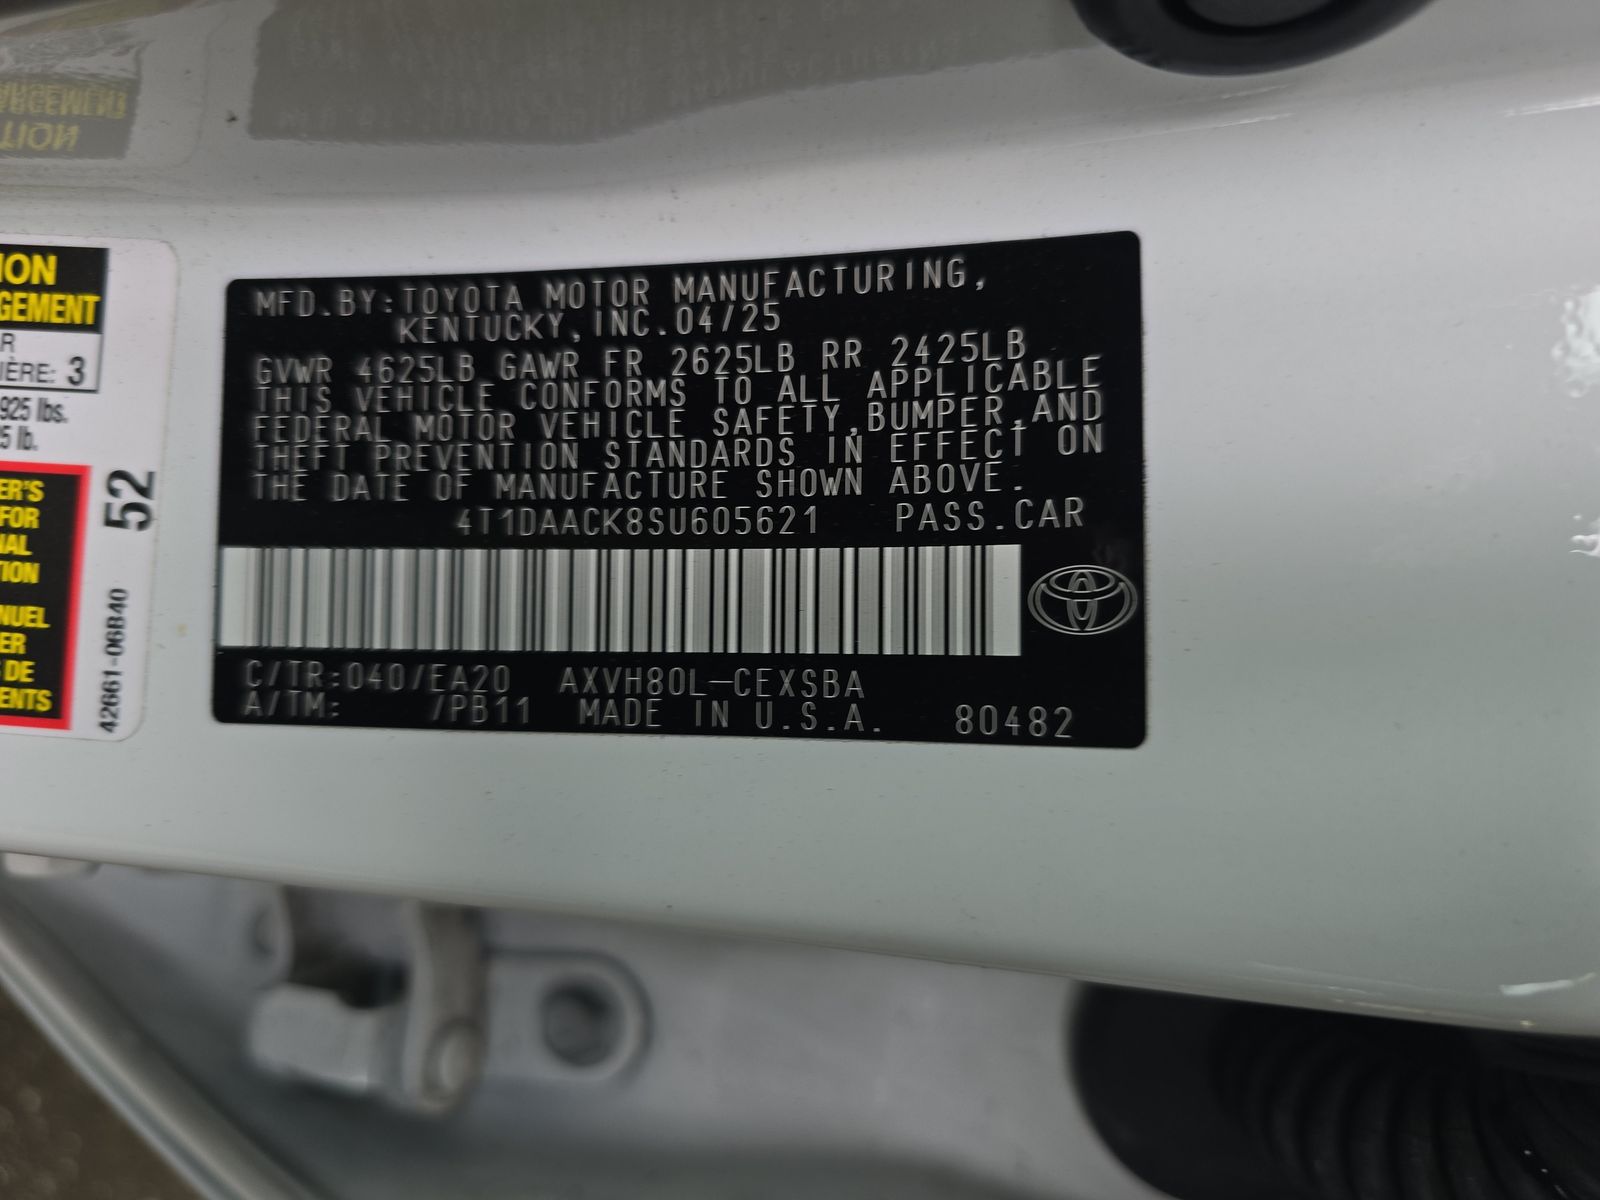 ION
GEMENT
R
IÈRE: 3
925 lbs.
5 lb.
ER'S
FOR
NAL
TION
NUEL
ER
DE
ENTS
52
42661-06B40
MFD.BY:TOYOTA MOTOR MANUFACTURING,
KENTUCKY,INC.04/25
GVWR 4625LB GAWR FR 2625LB RR 2425LB
THIS VEHICLE CONFORMS TO ALL APPLICABLE
FEDERAL MOTOR VEHICLE SAFETY,BUMPER,AND
THEFT PREVENTION STANDARDS IN EFFECT ON
THE DATE OF MANUFACTURE SHOWN ABOVE.
4T1DAACK8SU605621 PASS.CAR
C/TR:040/EA20 AXVH80L-CEXSBA
A/TM: /PB11 MADE IN U.S.A. 80482